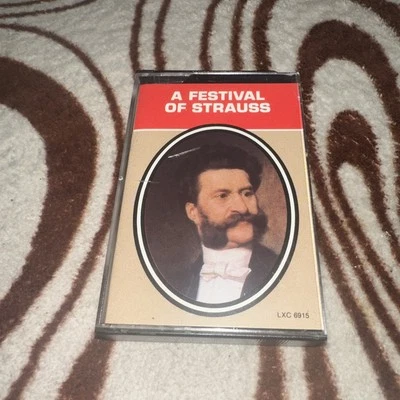 A FESTIVAL
OF STRAUSS
LXC 6915